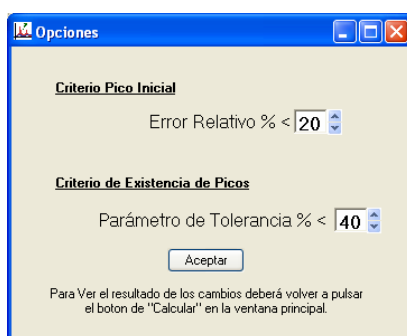 Opciones
Criterio Pico Inicial
Error Relativo % < 20
Criterio de Existencia de Picos
Parámetro de Tolerancia % < 40
Aceptar
Para Ver el resultado de los cambios deberá volver a pulsar
el boton de "Calcular" en la ventana principal.